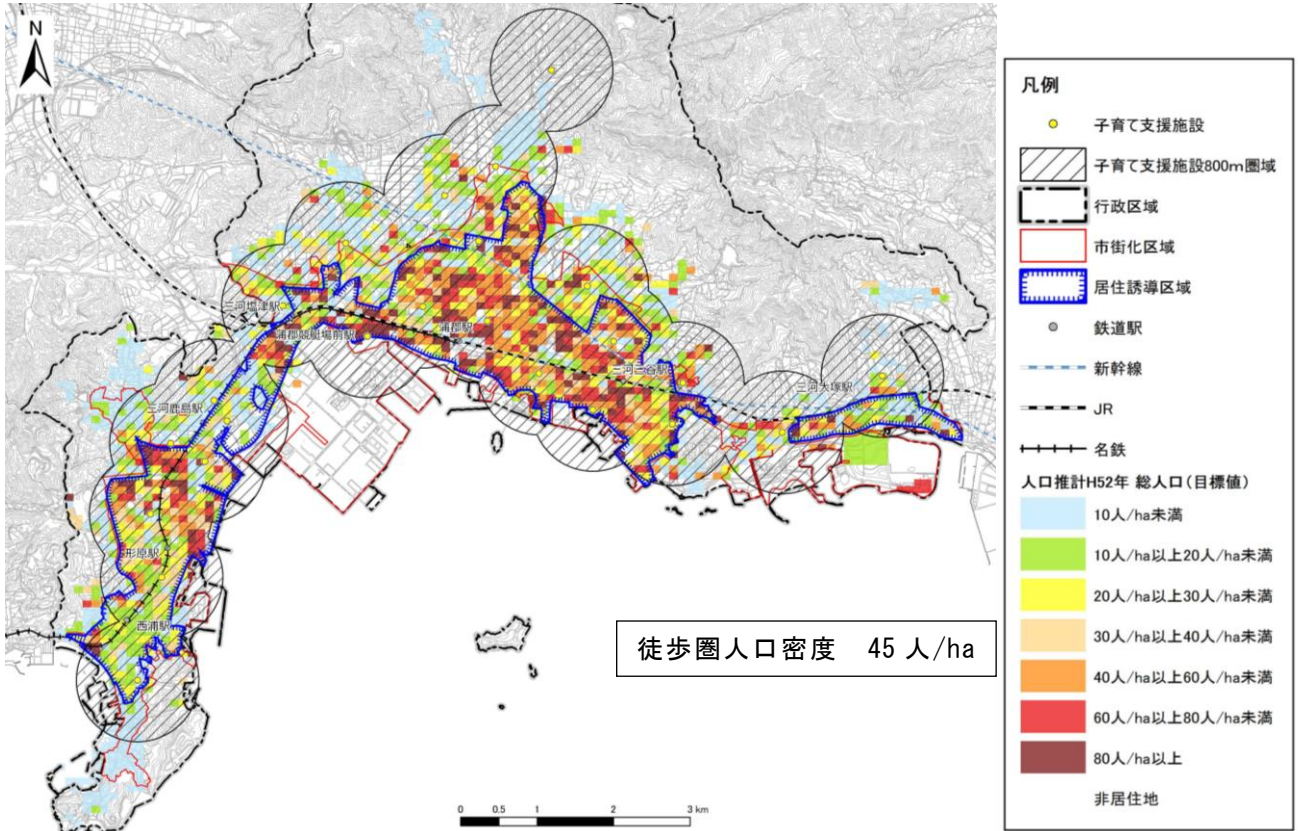 N
三河塩津駅
蒲郡競艇場前駅
蒲郡駅
三河三谷駅
三河大塚駅
三河鹿島駅
形原駅
西浦駅
徒歩圏人口密度 45 人/ha
0 0.5 1 2 3 km
凡例
子育て支援施設
子育て支援施設800m圏域
行政区域
市街化区域
居住誘導区域
鉄道駅
新幹線
JR
名鉄
人口推計H52年 総人口(目標値)
10人/ha未満
10人/ha以上20人/ha未満
20人/ha以上30人/ha未満
30人/ha以上40人/ha未満
40人/ha以上60人/ha未満
60人/ha以上80人/ha未満
80人/ha以上
非居住地